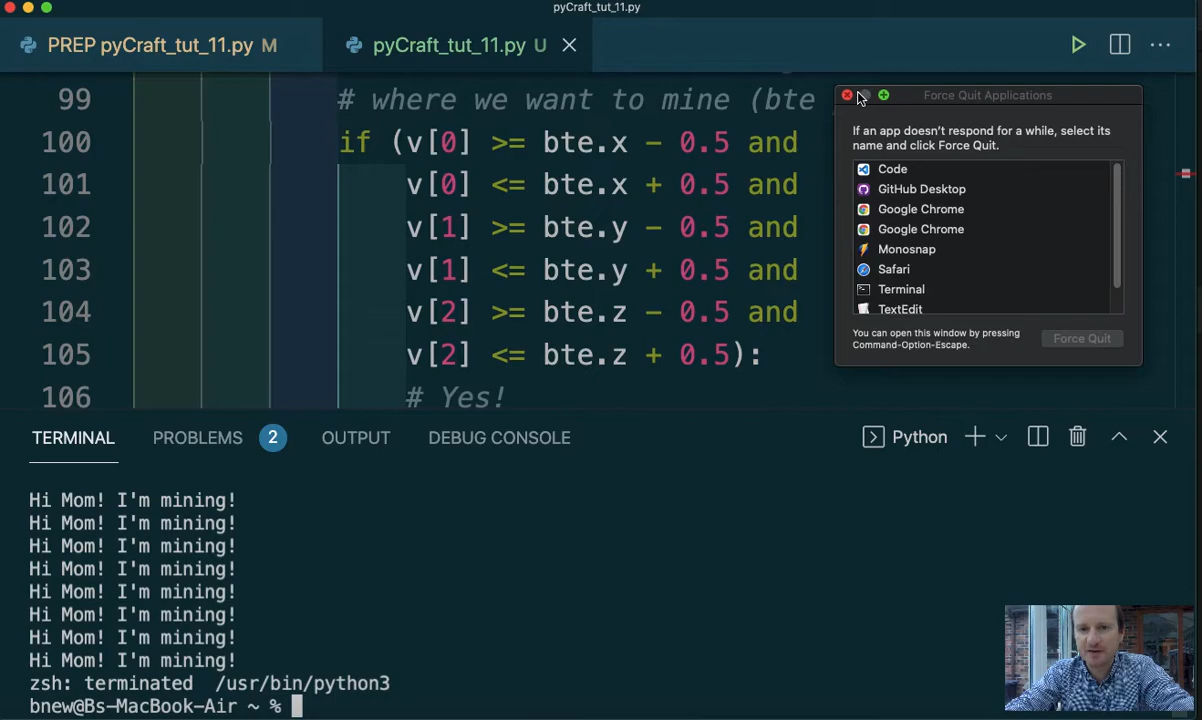 pyCraft_tut_11.py
PREP pyCraft_tut_11.py M
pyCraft_tut_11.py U
99 # where we want to mine (bte
100 if (v[0] >= bte.x - 0.5 and
101 v[0] <= bte.x + 0.5 and
102 v[1] >= bte.y - 0.5 and
103 v[1] <= bte.y + 0.5 and
104 v[2] >= bte.z - 0.5 and
105 v[2] <= bte.z + 0.5):
106 # Yes!
Force Quit Applications
If an app doesn't respond for a while, select its
name and click Force Quit.
Code
GitHub Desktop
Google Chrome
Google Chrome
Monosnap
Safari
Terminal
TextEdit
You can open this window by pressing
Command-Option-Escape.
Force Quit
TERMINAL PROBLEMS 2 OUTPUT DEBUG CONSOLE Python
Hi Mom! I'm mining!
Hi Mom! I'm mining!
Hi Mom! I'm mining!
Hi Mom! I'm mining!
Hi Mom! I'm mining!
Hi Mom! I'm mining!
Hi Mom! I'm mining!
Hi Mom! I'm mining!
zsh: terminated /usr/bin/python3
bnew@Bs-MacBook-Air ~ %